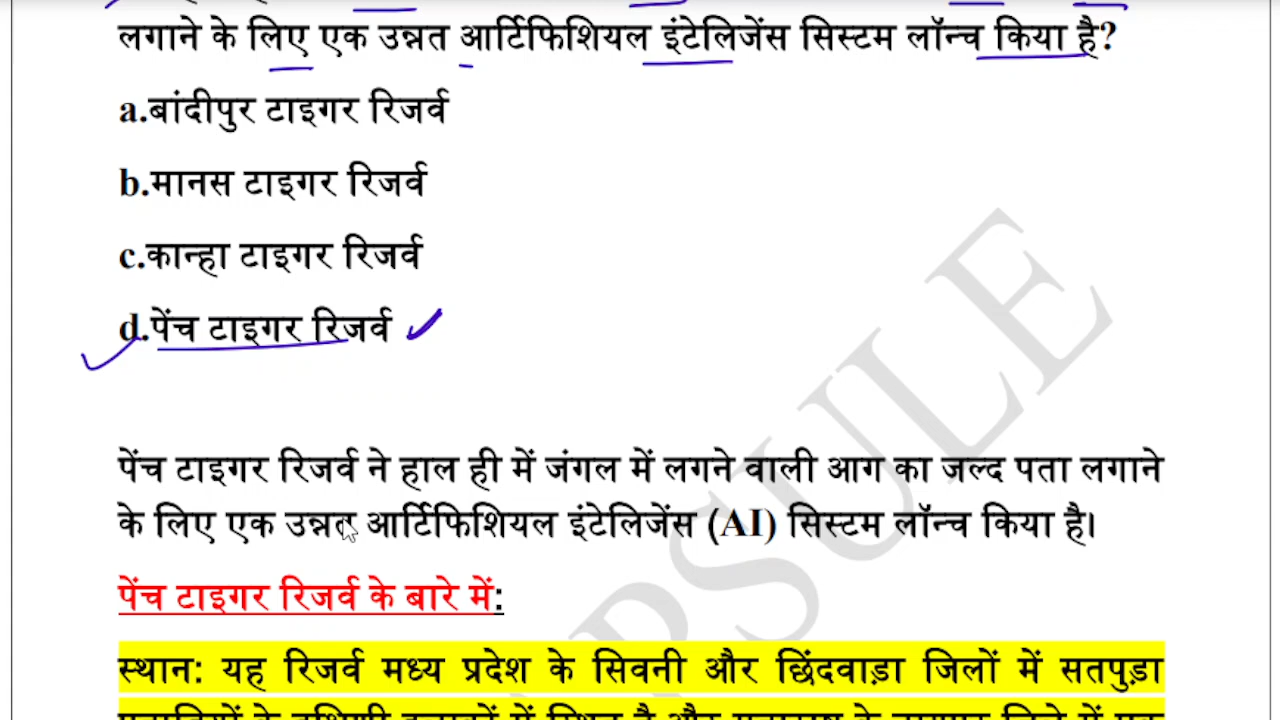 लगाने के लिए एक उन्नत आर्टिफिशियल इंटेलिजेंस सिस्टम लॉन्च किया है?
a.बांदीपुर टाइगर रिजर्व
b.मानस टाइगर रिजर्व
c.कान्हा टाइगर रिजर्व
d.पेंच टाइगर रिजर्व
पेंच टाइगर रिजर्व ने हाल ही में जंगल में लगने वाली आग का जल्द पता लगाने
के लिए एक उन्नत आर्टिफिशियल इंटेलिजेंस (AI) सिस्टम लॉन्च किया है।
पेंच टाइगर रिजर्व के बारे में:
स्थान: यह रिजर्व मध्य प्रदेश के सिवनी और छिंदवाड़ा जिलों में सतपुड़ा